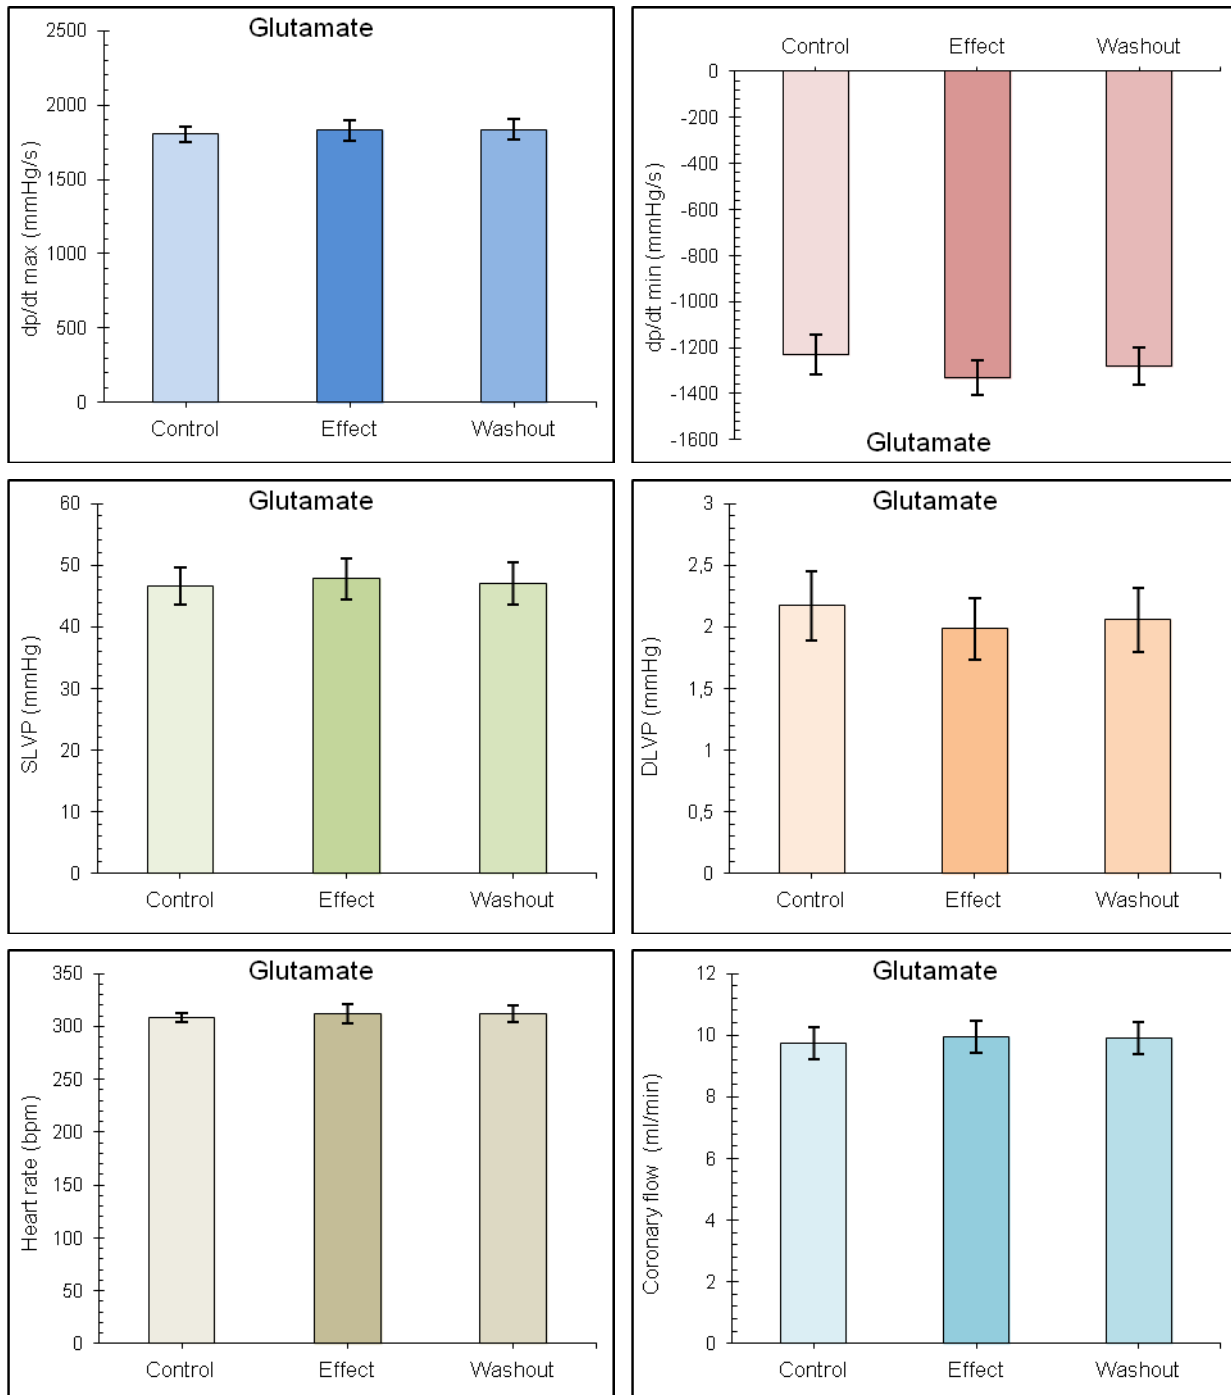 Glutamate
dp/dt max (mmHg/s)
2500
2000
1500
1000
500
0
Control Effect Washout
Control Effect Washout
dp/dt min (mmHg/s)
0
-200
-400
-600
-800
-1000
-1200
-1400
-1600
Glutamate
Glutamate
SLVP (mmHg)
60
50
40
30
20
10
0
Control Effect Washout
Glutamate
DLVP (mmHg)
3
2,5
2
1,5
1
0,5
0
Control Effect Washout
Glutamate
Heart rate (bpm)
350
300
250
200
150
100
50
0
Control Effect Washout
Glutamate
Coronary flow (ml/min)
12
10
8
6
4
2
0
Control Effect Washout